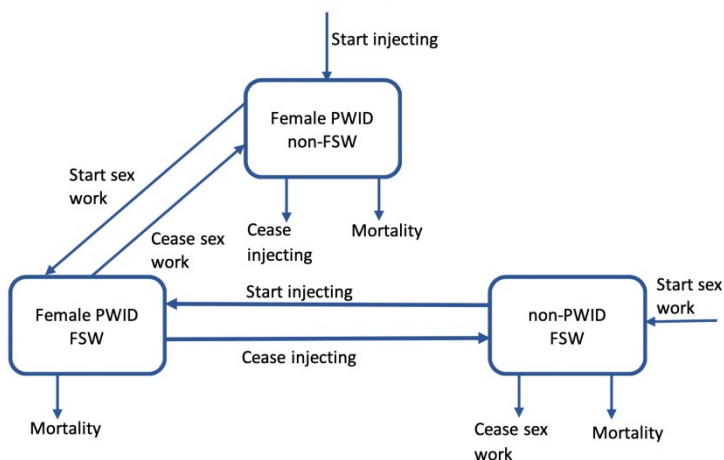 Start injecting
Female PWID
non-FSW
Start sex
work
Cease sex
work
Cease
injecting
Mortality
Female PWID
FSW
Start injecting
Cease injecting
non-PWID
FSW
Start sex
work
Mortality
Cease sex
work
Mortality